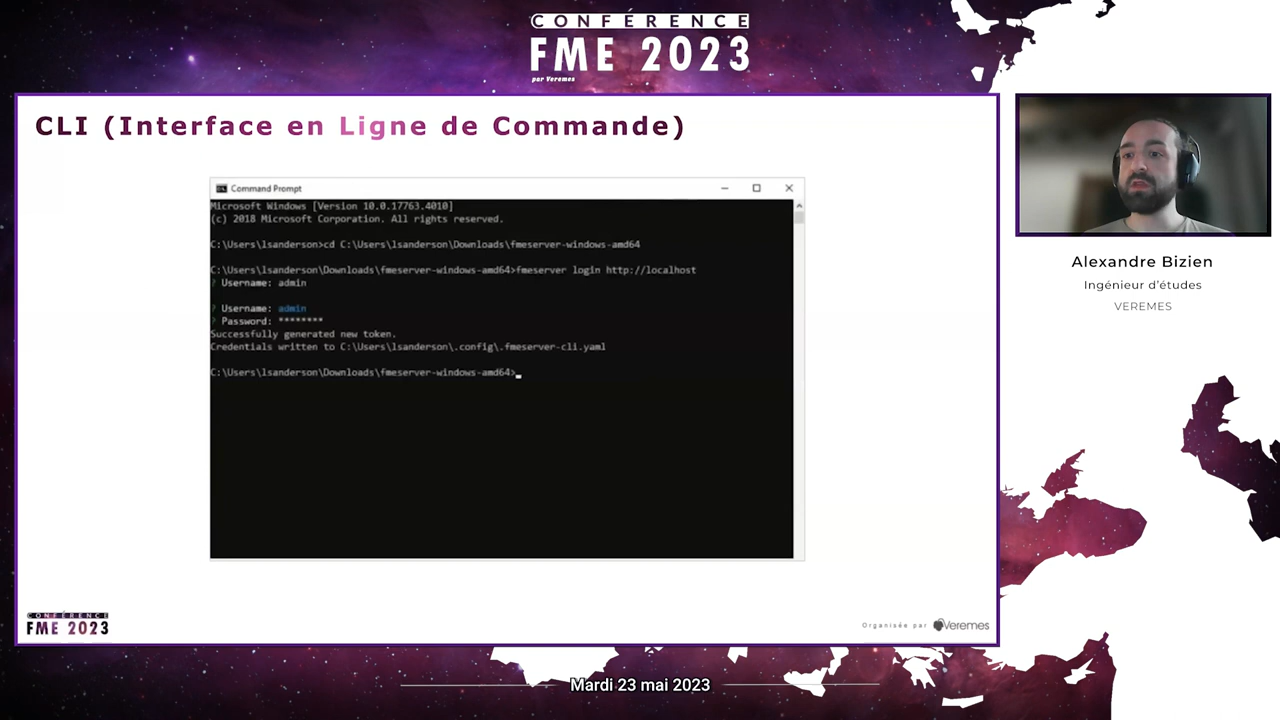 CONFÉRENCE
FME 2023
par Veremes
CLI (Interface en Ligne de Commande)
Command Prompt
Microsoft Windows [Version 10.0.17763.4010]
(c) 2018 Microsoft Corporation. All rights reserved.
C:\Users\lsanderson>cd C:\Users\lsanderson\Downloads\fmeserver-windows-amd64
C:\Users\lsanderson\Downloads\fmeserver-windows-amd64>fmeserver login http://localhost
? Username: admin
? Username: admin
? Password: ********
Successfully generated new token.
Credentials written to C:\Users\lsanderson\.config\.fmeserver-cli.yaml
C:\Users\lsanderson\Downloads\fmeserver-windows-amd64>
Alexandre Bizien
Ingénieur d'études
VEREMES
CONFÉRENCE
FME 2023
Organisée par Veremes
Mardi 23 mai 2023